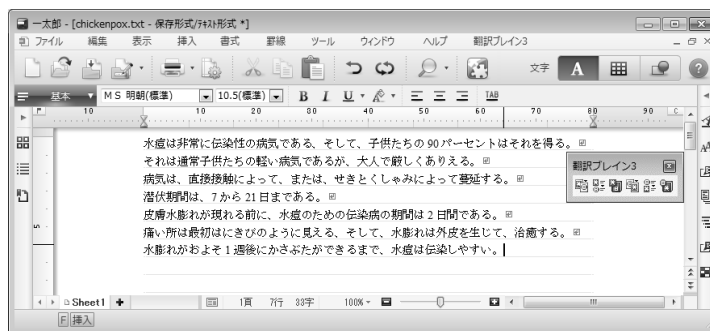 一太郎 - [chickenpox.txt - 保存形式/ﾃｷｽﾄ形式 *]
ファイル 編集 表示 挿入 書式 罫線 ツール ウィンドウ ヘルプ 翻訳ブレイン3
文字 A
基本 ＭＳ 明朝(標準) 10.5(標準) B I U TAB
10 10 20 30 40 50 60 70 80 90
水痘は非常に伝染性の病気である、そして、子供たちの 90 パーセントはそれを得る。
それは通常子供たちの軽い病気であるが、大人で厳しくありえる。
翻訳ブレイン3
病気は、直接接触によって、または、せきとくしゃみによって蔓延する。
潜伏期間は、7 から 21 日まである。
皮膚水膨れが現れる前に、水痘のための伝染病の期間は 2 日間である。
痛い所は最初はにきびのように見える、そして、水膨れは外皮を生じて、治癒する。
水膨れがおよそ 1 週後にかさぶたができるまで、水痘は伝染しやすい。
Sheet1 1頁 7行 33字 100%
F 挿入